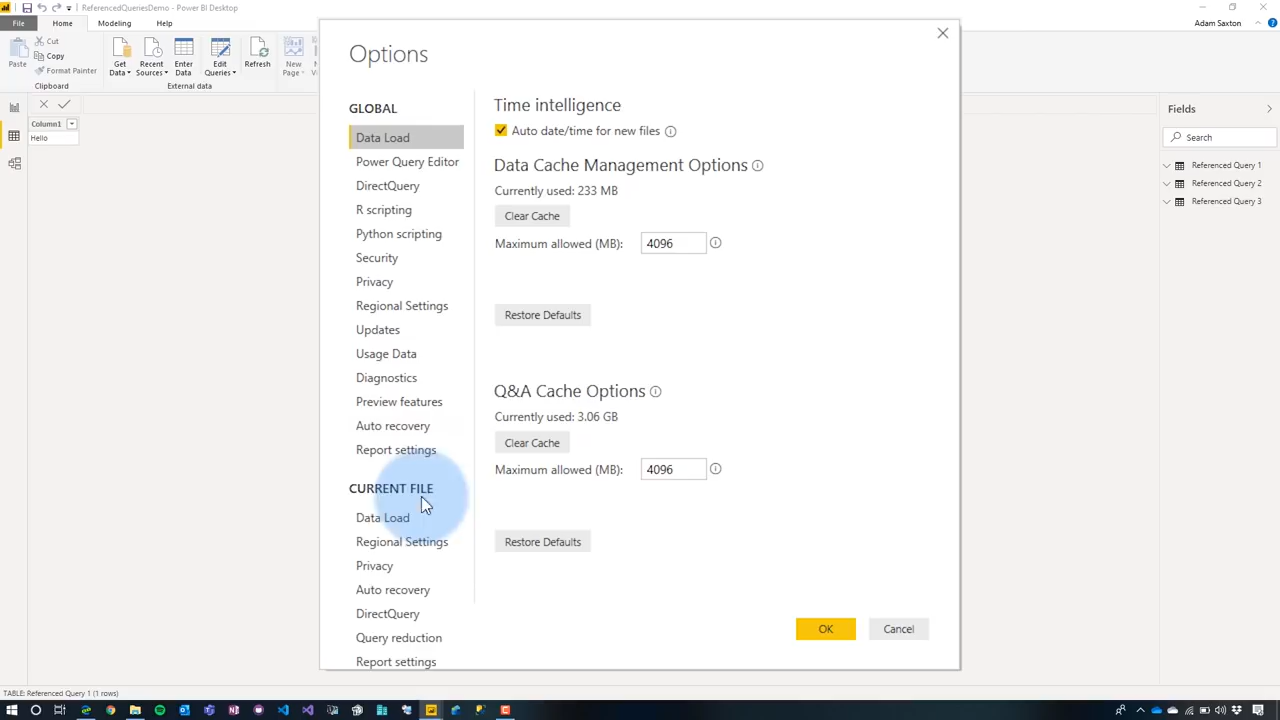 ReferencedQueriesDemo - Power BI Desktop
File
Home
Modeling
Help
Adam Saxton
Paste
Cut
Copy
Format Painter
Clipboard
Get Data
Recent Sources
Enter Data
Edit Queries
Refresh
External data
New Page
Column1
Hello
Options
GLOBAL
Data Load
Power Query Editor
DirectQuery
R scripting
Python scripting
Security
Privacy
Regional Settings
Updates
Usage Data
Diagnostics
Preview features
Auto recovery
Report settings
CURRENT FILE
Data Load
Regional Settings
Privacy
Auto recovery
DirectQuery
Query reduction
Report settings
Time intelligence
Auto date/time for new files
Data Cache Management Options
Currently used: 233 MB
Clear Cache
Maximum allowed (MB): 4096
Restore Defaults
Q&A Cache Options
Currently used: 3.06 GB
Clear Cache
Maximum allowed (MB): 4096
Restore Defaults
OK
Cancel
Fields
Search
Referenced Query 1
Referenced Query 2
Referenced Query 3
TABLE: Referenced Query 1 (1 rows)